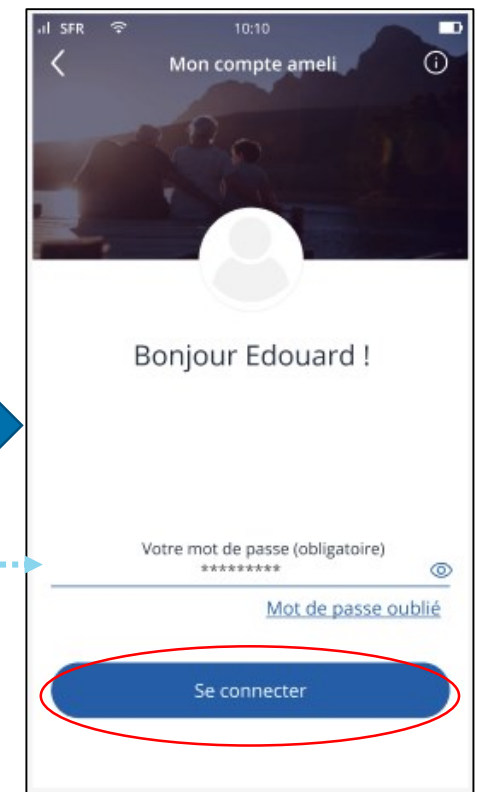 SFR 10:10
Mon compte ameli
Bonjour Edouard !
Votre mot de passe (obligatoire)
*********
Mot de passe oublié
Se connecter